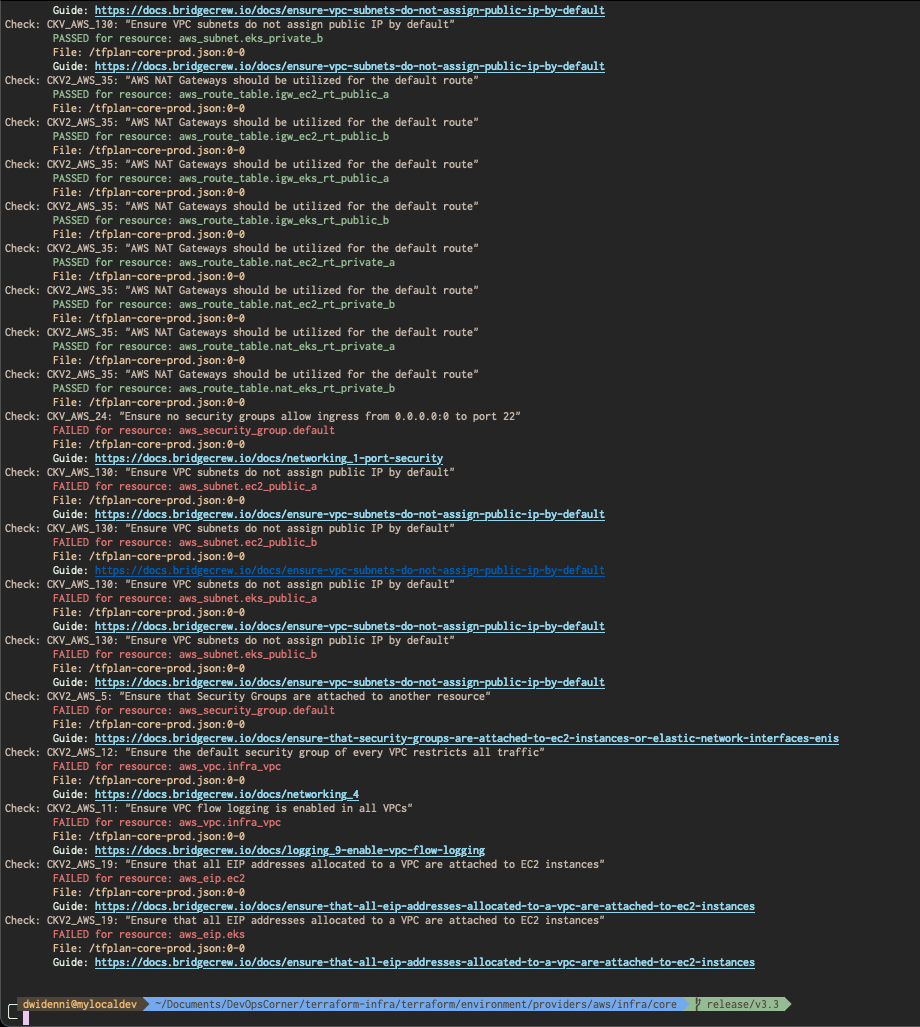 Guide: https://docs.bridgecrew.io/docs/ensure-vpc-subnets-do-not-assign-public-ip-by-default
Check: CKV_AWS_130: "Ensure VPC subnets do not assign public IP by default"
PASSED for resource: aws_subnet.eks_private_b
File: /tfplan-core-prod.json:0-0
Guide: https://docs.bridgecrew.io/docs/ensure-vpc-subnets-do-not-assign-public-ip-by-default
Check: CKV2_AWS_35: "AWS NAT Gateways should be utilized for the default route"
PASSED for resource: aws_route_table.igw_ec2_rt_public_a
File: /tfplan-core-prod.json:0-0
Check: CKV2_AWS_35: "AWS NAT Gateways should be utilized for the default route"
PASSED for resource: aws_route_table.igw_ec2_rt_public_b
File: /tfplan-core-prod.json:0-0
Check: CKV2_AWS_35: "AWS NAT Gateways should be utilized for the default route"
PASSED for resource: aws_route_table.igw_eks_rt_public_a
File: /tfplan-core-prod.json:0-0
Check: CKV2_AWS_35: "AWS NAT Gateways should be utilized for the default route"
PASSED for resource: aws_route_table.igw_eks_rt_public_b
File: /tfplan-core-prod.json:0-0
Check: CKV2_AWS_35: "AWS NAT Gateways should be utilized for the default route"
PASSED for resource: aws_route_table.nat_ec2_rt_private_a
File: /tfplan-core-prod.json:0-0
Check: CKV2_AWS_35: "AWS NAT Gateways should be utilized for the default route"
PASSED for resource: aws_route_table.nat_ec2_rt_private_b
File: /tfplan-core-prod.json:0-0
Check: CKV2_AWS_35: "AWS NAT Gateways should be utilized for the default route"
PASSED for resource: aws_route_table.nat_eks_rt_private_a
File: /tfplan-core-prod.json:0-0
Check: CKV2_AWS_35: "AWS NAT Gateways should be utilized for the default route"
PASSED for resource: aws_route_table.nat_eks_rt_private_b
File: /tfplan-core-prod.json:0-0
Check: CKV_AWS_24: "Ensure no security groups allow ingress from 0.0.0.0:0 to port 22"
FAILED for resource: aws_security_group.default
File: /tfplan-core-prod.json:0-0
Guide: https://docs.bridgecrew.io/docs/networking_1-port-security
Check: CKV_AWS_130: "Ensure VPC subnets do not assign public IP by default"
FAILED for resource: aws_subnet.ec2_public_a
File: /tfplan-core-prod.json:0-0
Guide: https://docs.bridgecrew.io/docs/ensure-vpc-subnets-do-not-assign-public-ip-by-default
Check: CKV_AWS_130: "Ensure VPC subnets do not assign public IP by default"
FAILED for resource: aws_subnet.ec2_public_b
File: /tfplan-core-prod.json:0-0
Guide: https://docs.bridgecrew.io/docs/ensure-vpc-subnets-do-not-assign-public-ip-by-default
Check: CKV_AWS_130: "Ensure VPC subnets do not assign public IP by default"
FAILED for resource: aws_subnet.eks_public_a
File: /tfplan-core-prod.json:0-0
Guide: https://docs.bridgecrew.io/docs/ensure-vpc-subnets-do-not-assign-public-ip-by-default
Check: CKV_AWS_130: "Ensure VPC subnets do not assign public IP by default"
FAILED for resource: aws_subnet.eks_public_b
File: /tfplan-core-prod.json:0-0
Guide: https://docs.bridgecrew.io/docs/ensure-vpc-subnets-do-not-assign-public-ip-by-default
Check: CKV2_AWS_5: "Ensure that Security Groups are attached to another resource"
FAILED for resource: aws_security_group.default
File: /tfplan-core-prod.json:0-0
Guide: https://docs.bridgecrew.io/docs/ensure-that-security-groups-are-attached-to-ec2-instances-or-elastic-network-interfaces-enis
Check: CKV2_AWS_12: "Ensure the default security group of every VPC restricts all traffic"
FAILED for resource: aws_vpc.infra_vpc
File: /tfplan-core-prod.json:0-0
Guide: https://docs.bridgecrew.io/docs/networking_4
Check: CKV2_AWS_11: "Ensure VPC flow logging is enabled in all VPCs"
FAILED for resource: aws_vpc.infra_vpc
File: /tfplan-core-prod.json:0-0
Guide: https://docs.bridgecrew.io/docs/logging_9-enable-vpc-flow-logging
Check: CKV2_AWS_19: "Ensure that all EIP addresses allocated to a VPC are attached to EC2 instances"
FAILED for resource: aws_eip.ec2
File: /tfplan-core-prod.json:0-0
Guide: https://docs.bridgecrew.io/docs/ensure-that-all-eip-addresses-allocated-to-a-vpc-are-attached-to-ec2-instances
Check: CKV2_AWS_19: "Ensure that all EIP addresses allocated to a VPC are attached to EC2 instances"
FAILED for resource: aws_eip.eks
File: /tfplan-core-prod.json:0-0
Guide: https://docs.bridgecrew.io/docs/ensure-that-all-eip-addresses-allocated-to-a-vpc-are-attached-to-ec2-instances
dwidenni@mylocaldev ~/Documents/DevOpsCorner/terraform-infra/terraform/environment/providers/aws/infra/core release/v3.3